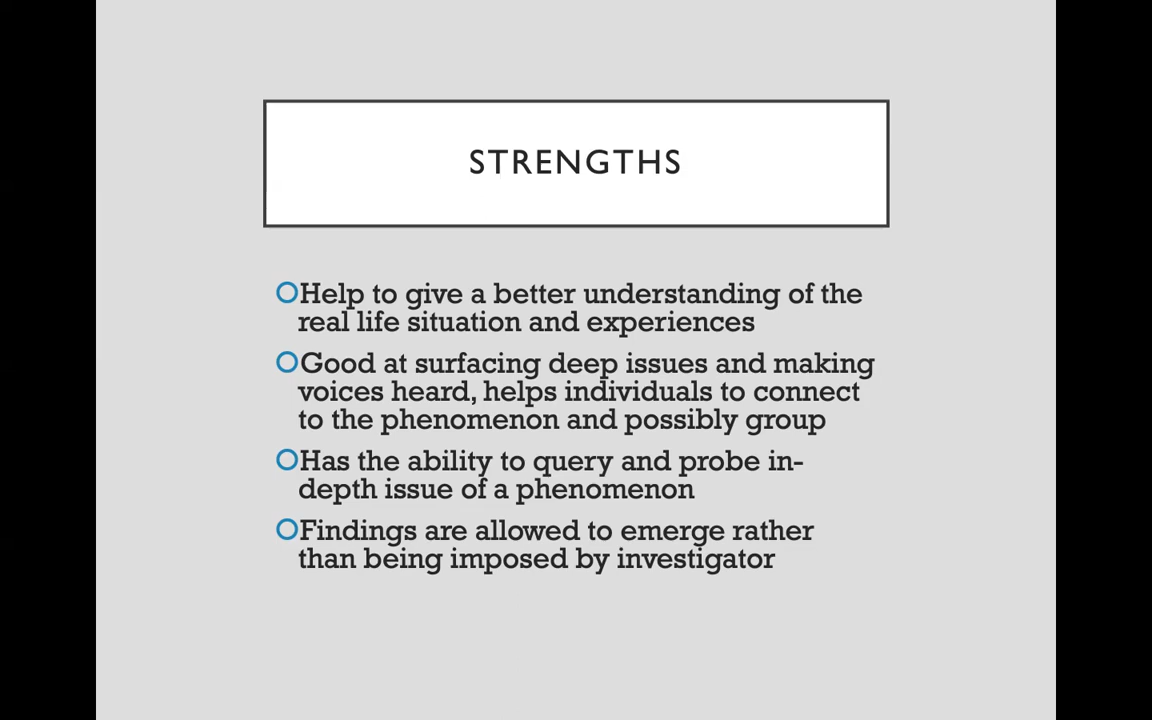 STRENGTHS
Help to give a better understanding of the
real life situation and experiences
Good at surfacing deep issues and making
voices heard, helps individuals to connect
to the phenomenon and possibly group
Has the ability to query and probe in-
depth issue of a phenomenon
Findings are allowed to emerge rather
than being imposed by investigator